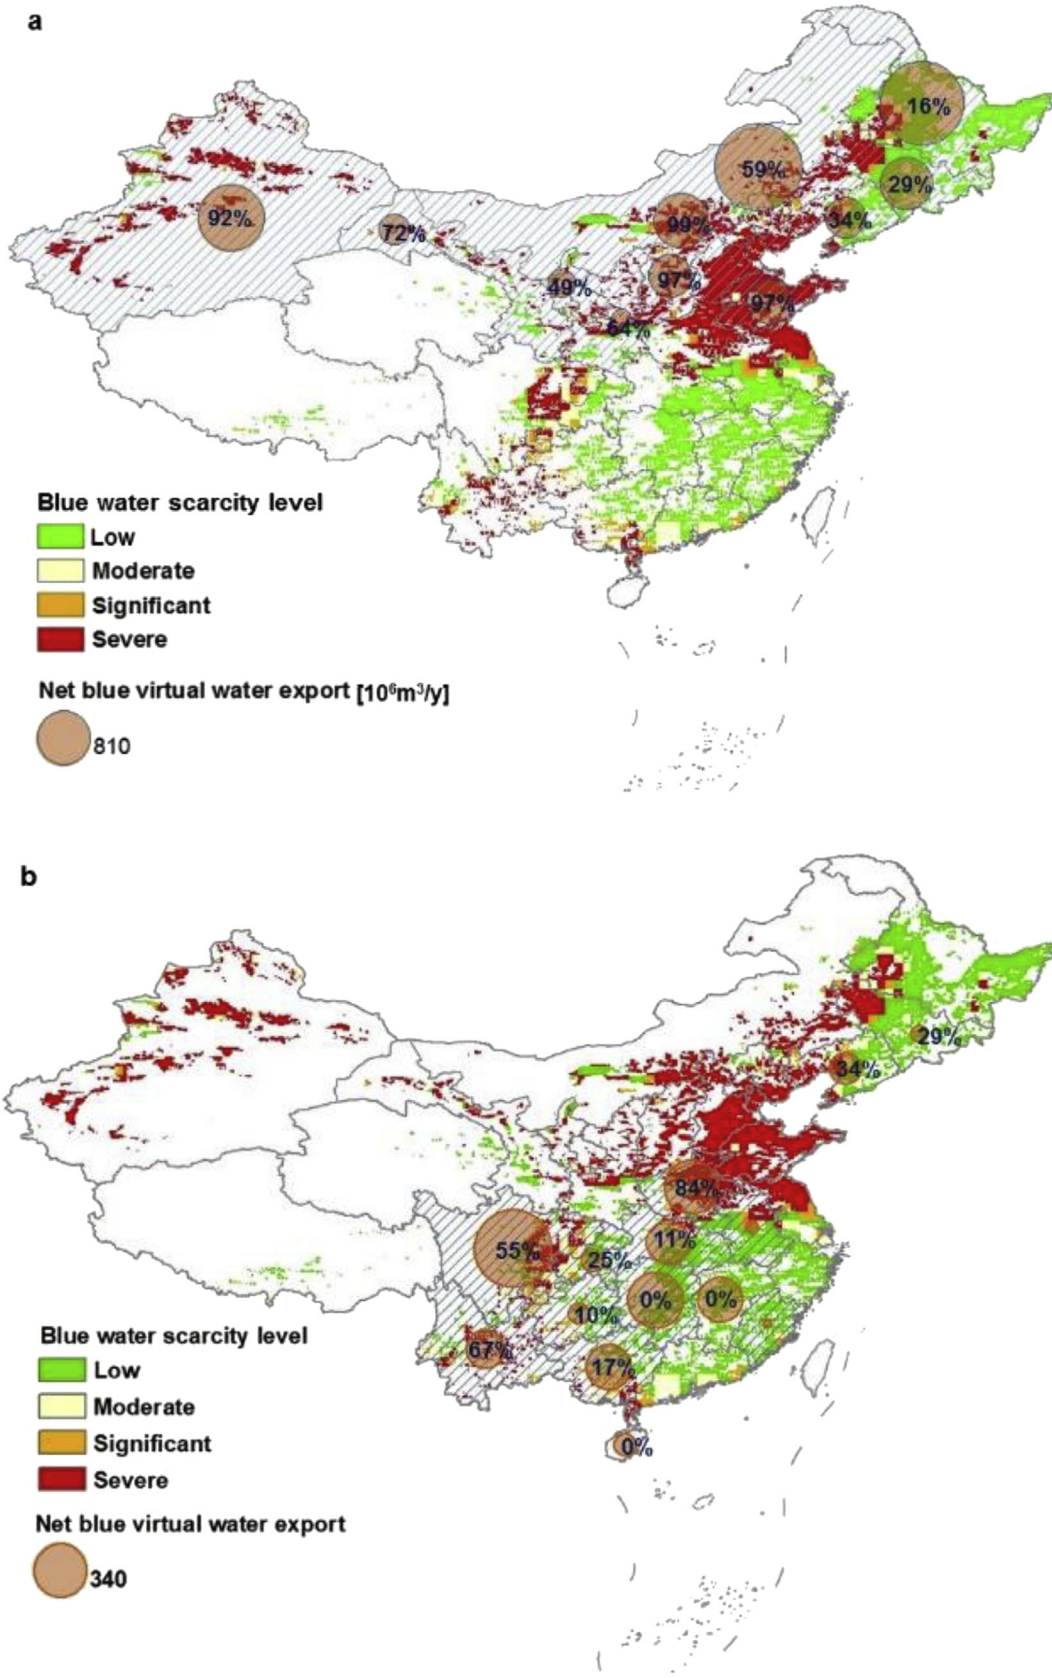 a
16%
59%
29%
92%
34%
99%
72%
97%
49%
97%
64%
Blue water scarcity level
Low
Moderate
Significant
Severe
Net blue virtual water export [10⁶m³/y]
810
b
29%
34%
84%
11%
55%
25%
0%
0%
10%
67%
17%
0%
Blue water scarcity level
Low
Moderate
Significant
Severe
Net blue virtual water export
340